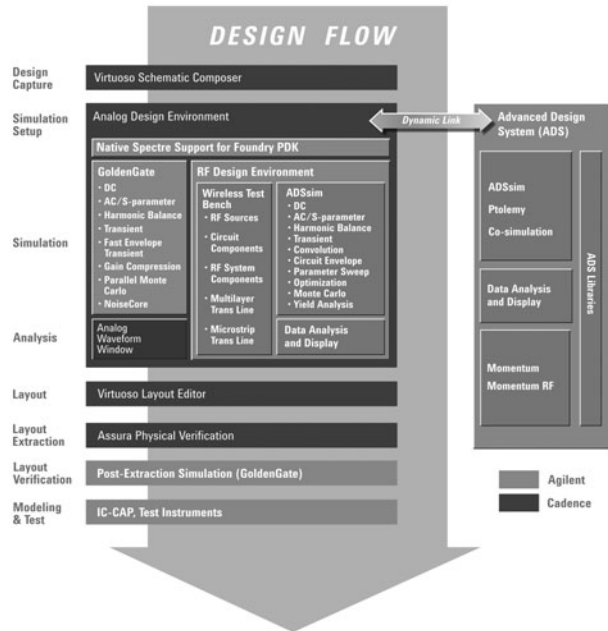 DESIGN FLOW
Design
Capture
Virtuoso Schematic Composer
Simulation
Setup
Analog Design Environment
Dynamic Link
Advanced Design
System (ADS)
Native Spectre Support for Foundry PDK
Simulation
GoldenGate
• DC
• AC/S-parameter
• Harmonic Balance
• Transient
• Fast Envelope
Transient
• Gain Compression
• Parallel Monte
Carlo
• NoiseCore
RF Design Environment
Wireless Test
Bench
• RF Sources
• Circuit
Components
• RF System
Components
• Multilayer
Trans Line
• Microstrip
Trans Line
ADSsim
• DC
• AC/S-parameter
• Harmonic Balance
• Transient
• Convolution
• Circuit Envelope
• Parameter Sweep
• Optimization
• Monte Carlo
• Yield Analysis
ADSsim
Ptolemy
Co-simulation
ADS Libraries
Data Analysis
and Display
Momentum
Momentum RF
Analysis
Analog
Waveform
Window
Data Analysis
and Display
Layout
Virtuoso Layout Editor
Layout
Extraction
Assura Physical Verification
Layout
Verification
Post-Extraction Simulation (GoldenGate)
Modeling
& Test
IC-CAP, Test Instruments
Agilent
Cadence